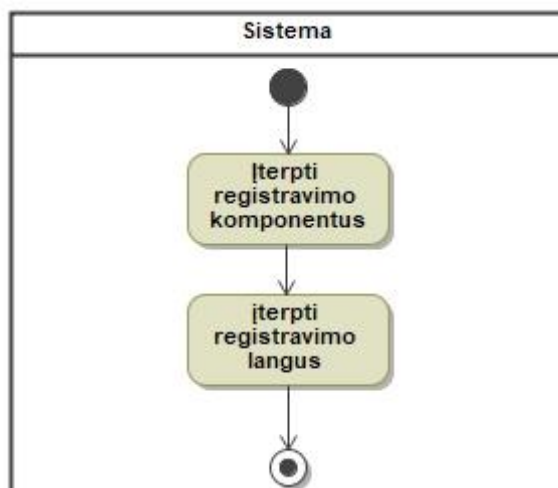 Sistema
Įterpti
registravimo
komponentus
įterpti
registravimo
langus